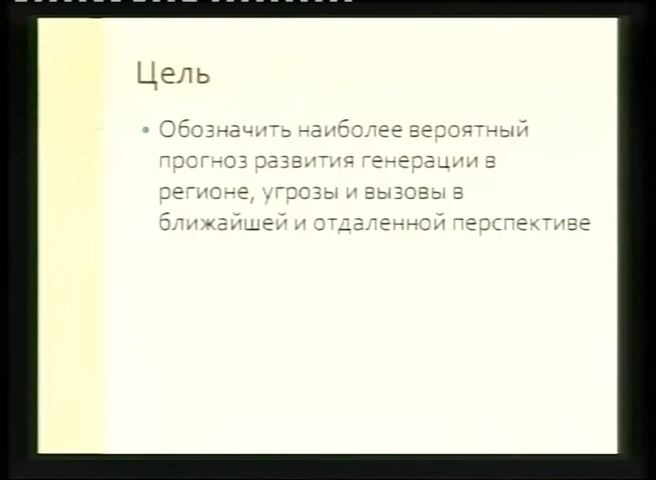 Цель
• Обозначить наиболее вероятный
прогноз развития генерации в
регионе, угрозы и вызовы в
ближайшей и отдаленной перспективе